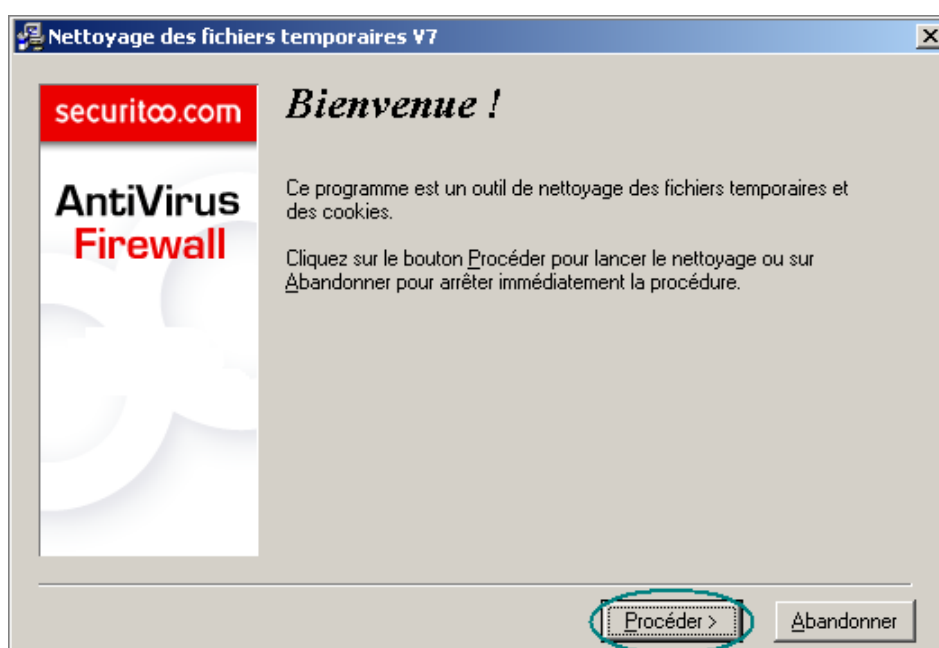 Nettoyage des fichiers temporaires V7
securitoo.com
AntiVirus
Firewall
Bienvenue !
Ce programme est un outil de nettoyage des fichiers temporaires et
des cookies.
Cliquez sur le bouton Procéder pour lancer le nettoyage ou sur
Abandonner pour arrêter immédiatement la procédure.
Procéder >
Abandonner